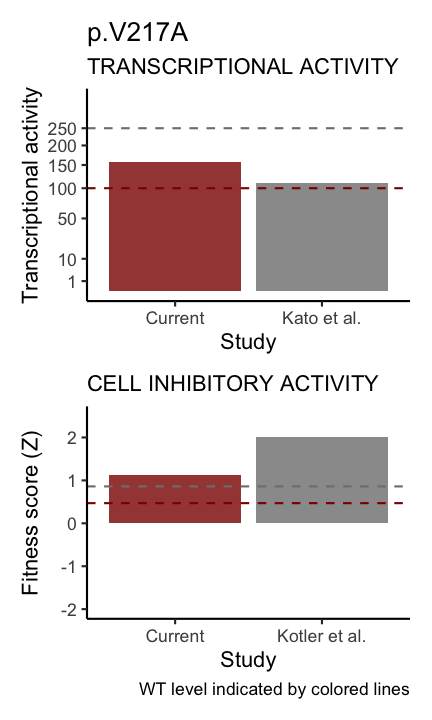 p.V217A
TRANSCRIPTIONAL ACTIVITY
Transcriptional activity
250
200
150
100
50
10
1
Current
Kato et al.
Study
CELL INHIBITORY ACTIVITY
Fitness score (Z)
2
1
0
-1
-2
Current
Kotler et al.
Study
WT level indicated by colored lines